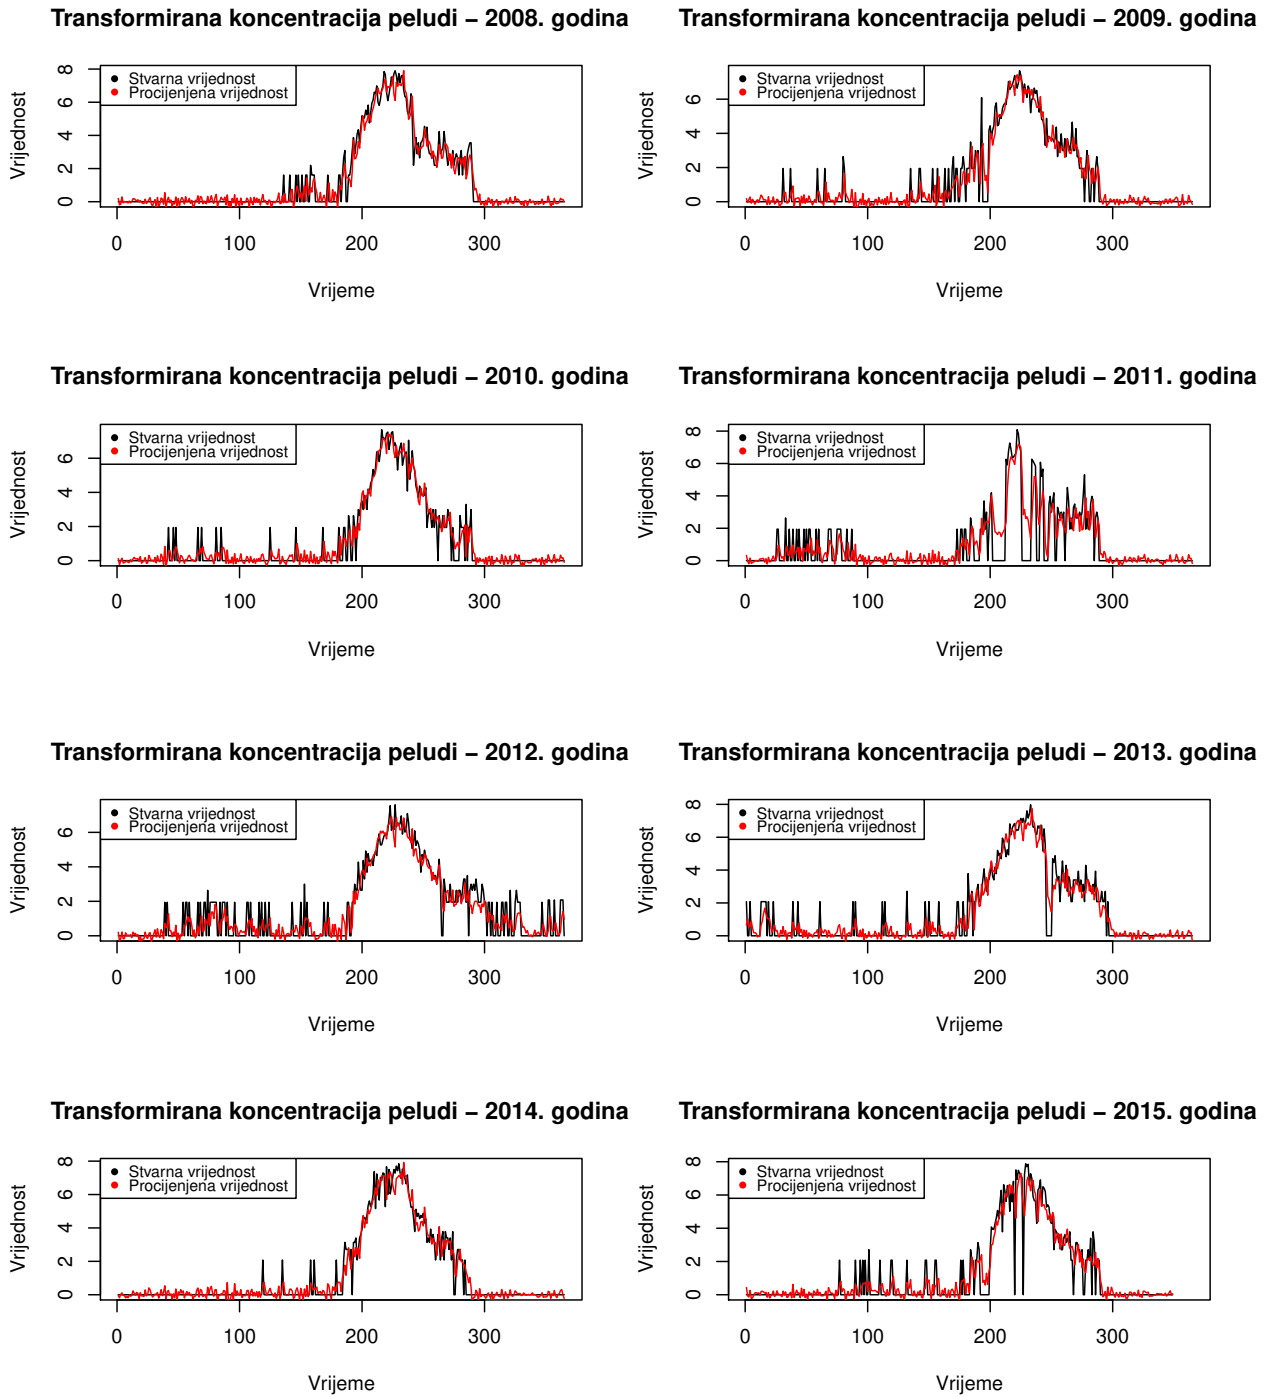 Transformirana koncentracija peludi – 2008. godina
Vrijednost
0 2 4 6 8
Stvarna vrijednost
Procijenjena vrijednost
0 100 200 300
Vrijeme
Transformirana koncentracija peludi – 2009. godina
Vrijednost
0 2 4 6
Stvarna vrijednost
Procijenjena vrijednost
0 100 200 300
Vrijeme
Transformirana koncentracija peludi – 2010. godina
Vrijednost
0 2 4 6
Stvarna vrijednost
Procijenjena vrijednost
0 100 200 300
Vrijeme
Transformirana koncentracija peludi – 2011. godina
Vrijednost
0 2 4 6 8
Stvarna vrijednost
Procijenjena vrijednost
0 100 200 300
Vrijeme
Transformirana koncentracija peludi – 2012. godina
Vrijednost
0 2 4 6
Stvarna vrijednost
Procijenjena vrijednost
0 100 200 300
Vrijeme
Transformirana koncentracija peludi – 2013. godina
Vrijednost
0 2 4 6 8
Stvarna vrijednost
Procijenjena vrijednost
0 100 200 300
Vrijeme
Transformirana koncentracija peludi – 2014. godina
Vrijednost
0 2 4 6 8
Stvarna vrijednost
Procijenjena vrijednost
0 100 200 300
Vrijeme
Transformirana koncentracija peludi – 2015. godina
Vrijednost
0 2 4 6 8
Stvarna vrijednost
Procijenjena vrijednost
0 100 200 300
Vrijeme